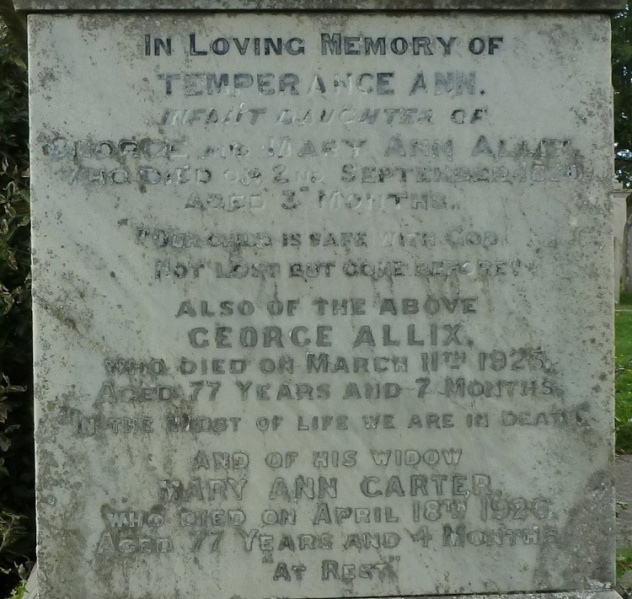 IN LOVING MEMORY OF
TEMPERANCE ANN.
INFANT DAUGHTER OF
GEORGE AND MARY ANN ALLIX,
WHO DIED ON 2ND SEPTEMBER
AGED 3 MONTHS.
"OUR CHILD IS SAFE WITH GOD
NOT LOST BUT GONE BEFORE"
ALSO OF THE ABOVE
GEORGE ALLIX.
WHO DIED ON MARCH 11TH 1925.
AGED 77 YEARS AND 7 MONTHS.
"IN THE MIDST OF LIFE WE ARE IN DEATH"
AND OF HIS WIDOW
MARY ANN CARTER.
WHO DIED ON APRIL 18TH 1926.
AGED 77 YEARS AND 4 MONTHS
"AT REST"